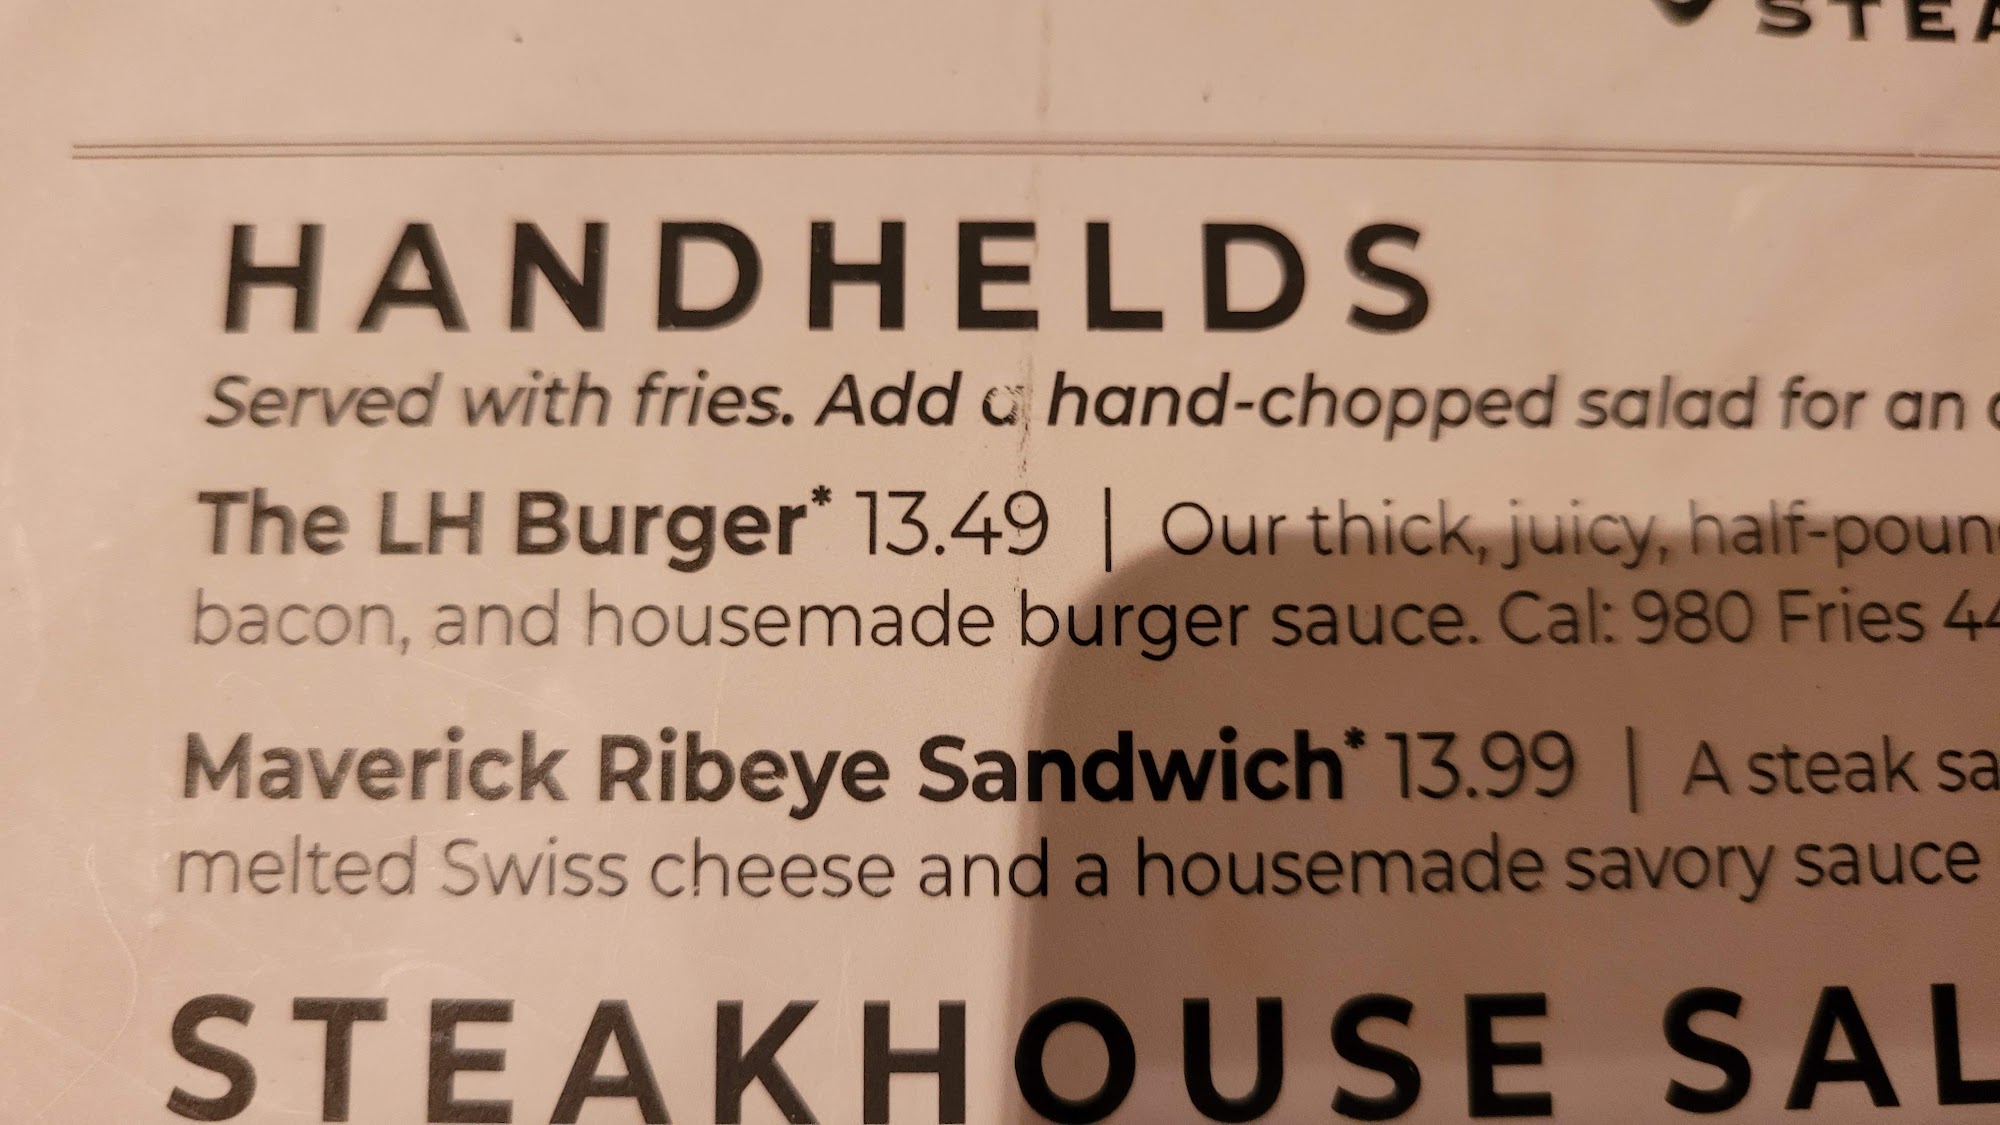 HANDHELDS
Served with fries. Add a hand-chopped salad for an
The LH Burger* 13.49 | Our thick, juicy, half-poun
bacon, and housemade burger sauce. Cal: 980 Fries 44
Maverick Ribeye Sandwich* 13.99 | A steak sa
melted Swiss cheese and a housemade savory sauce
STEAKHOUSE SAL